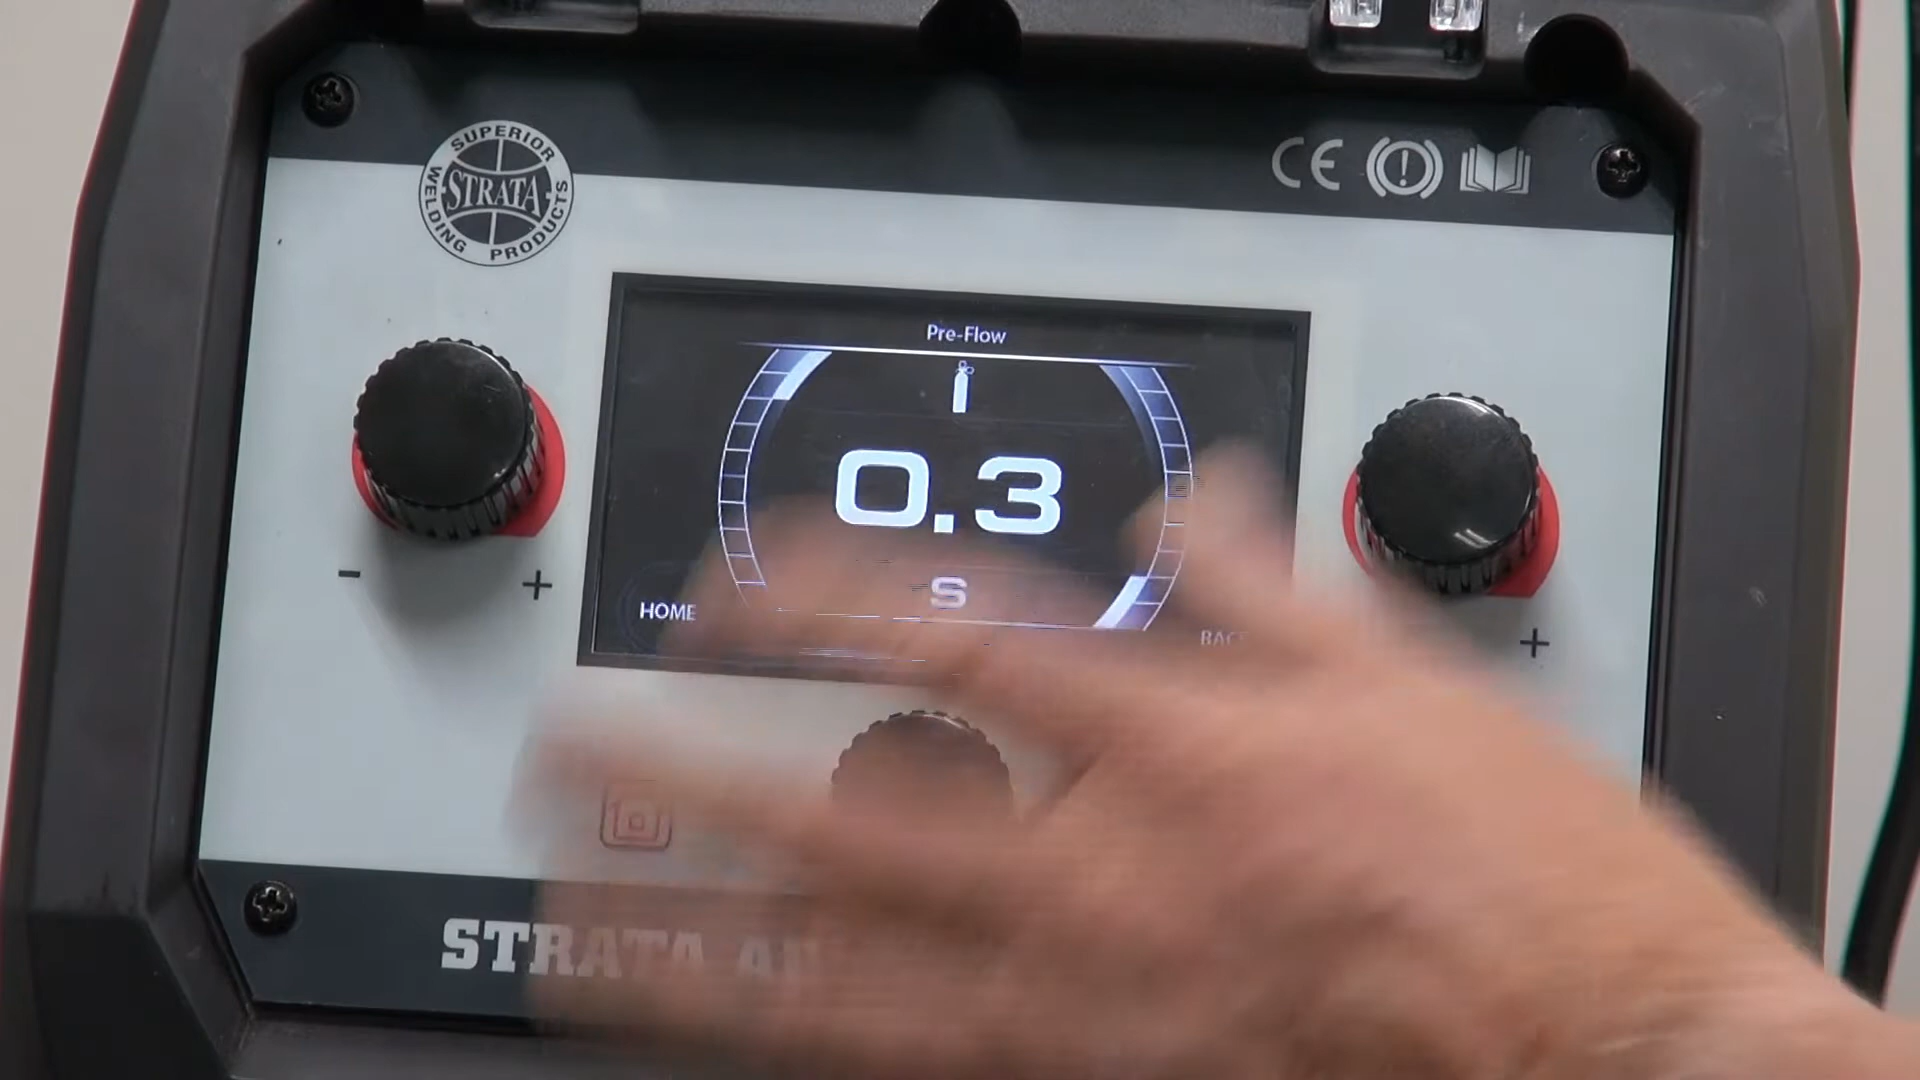 SUPERIOR
STRATA
WELDING PRODUCTS
CE
Pre-Flow
0.3
S
HOME
- +
+
STRATA